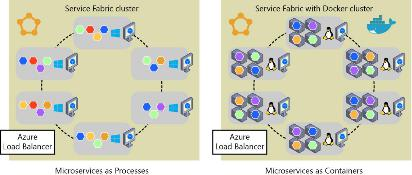 Service Fabric cluster
Azure
Load Balancer
Microservices as Processes
Service Fabric with Docker cluster
Azure
Load Balancer
Microservices as Containers